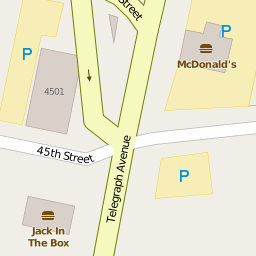 Street
P
P
McDonald's
4501
45th Street
Telegraph Avenue
P
Jack In
The Box